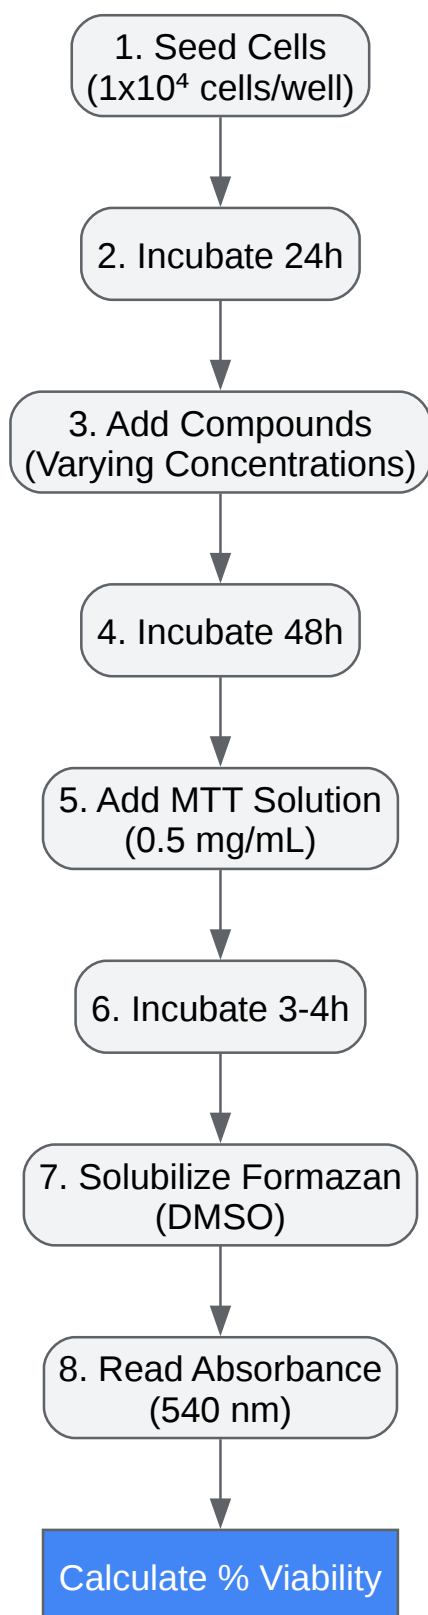 1. Seed Cells
(1x10⁴ cells/well)
2. Incubate 24h
3. Add Compounds
(Varying Concentrations)
4. Incubate 48h
5. Add MTT Solution
(0.5 mg/mL)
6. Incubate 3-4h
7. Solubilize Formazan
(DMSO)
8. Read Absorbance
(540 nm)
Calculate % Viability